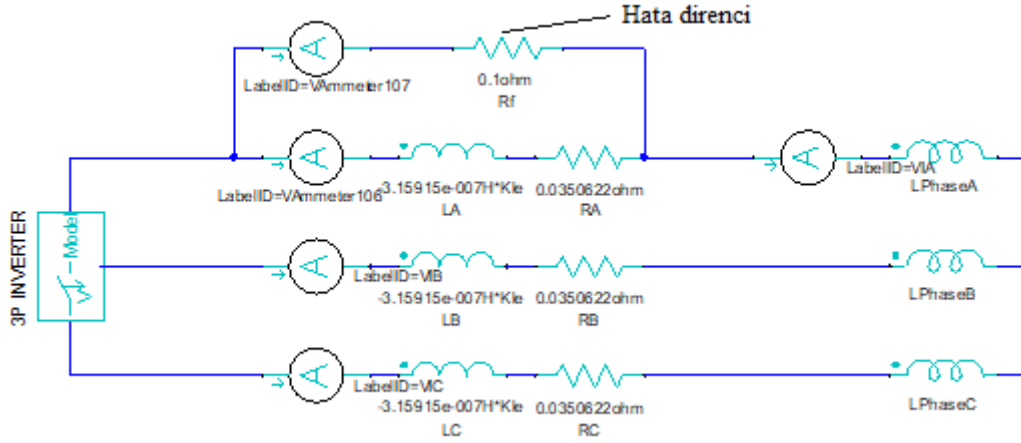 Hata direnci
LabelID=VAmmeter107
0.1ohm
Rf
LabelID=VAmmeter106
-3.15915e-007H*Kle
0.0350622ohm
LabelID=VIA
LA
RA
LPhaseA
3P INVERTER
Model
LabelID=VIB
-3.15915e-007H*Kle
0.0350622ohm
LPhaseB
LB
RB
LabelID=VIC
-3.15915e-007H*Kle
0.0350622ohm
LPhaseC
LC
RC
A
A
A
A
A